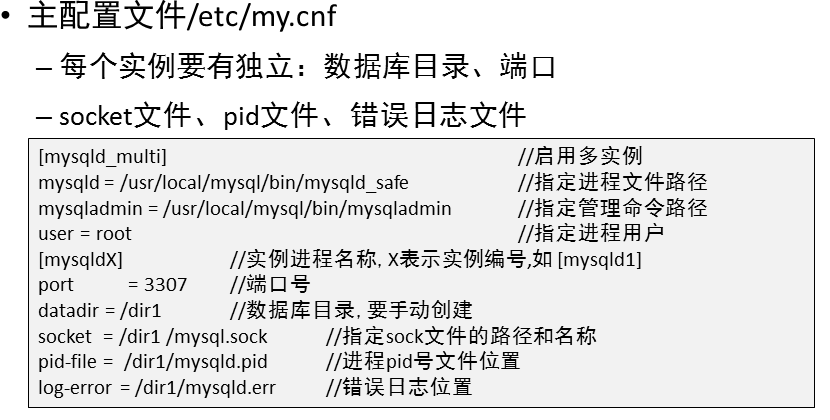 • 主配置文件/etc/my.cnf
– 每个实例要有独立：数据库目录、端口
– socket文件、pid文件、错误日志文件
[mysqld_multi] //启用多实例
mysqld = /usr/local/mysql/bin/mysqld_safe //指定进程文件路径
mysqladmin = /usr/local/mysql/bin/mysqladmin //指定管理命令路径
user = root //指定进程用户
[mysqldX] //实例进程名称, X表示实例编号,如 [mysqld1]
port = 3307 //端口号
datadir = /dir1 //数据库目录, 要手动创建
socket = /dir1 /mysql.sock //指定sock文件的路径和名称
pid-file = /dir1/mysqld.pid //进程pid号文件位置
log-error = /dir1/mysqld.err //错误日志位置